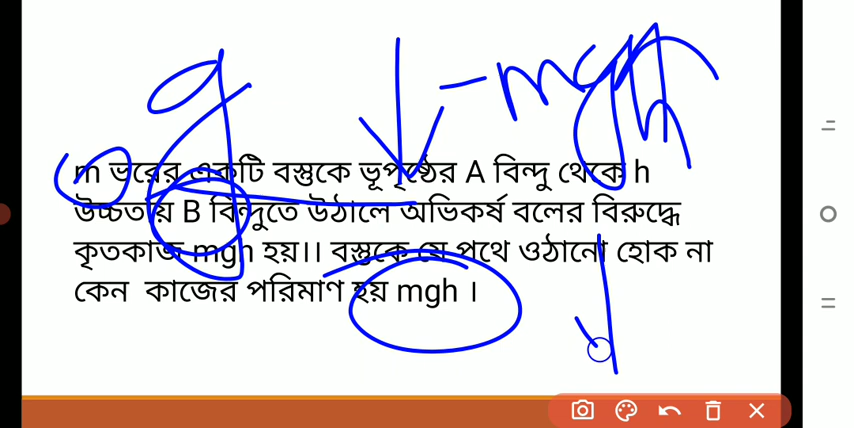 g
- mgh
m ভরের একটি বস্তুকে ভূপৃষ্ঠের A বিন্দু থেকে h
উচ্চতায় B বিন্দুতে উঠালে অভিকর্ষ বলের বিরুদ্ধে
কৃতকাজ mgh হয়।। বস্তুকে যে পথে ওঠানো হোক না
কেন কাজের পরিমাণ হয় mgh ।